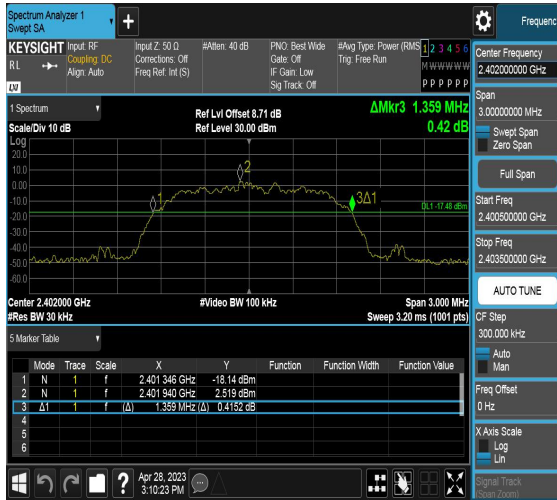 Spectrum Analyzer 1
Swept SA
+
Frequenc
KEYSIGHT
RL
Input: RF
Coupling: DC
Align: Auto
Input Z: 50 Ω
Corrections: Off
Freq Ref: Int (S)
#Atten: 40 dB
PNO: Best Wide
Gate: Off
IF Gain: Low
Sig Track: Off
#Avg Type: Power (RMS
Trig: Free Run
1 2 3 4 5 6
M W W W W W
P P P P P P
LXI
1 Spectrum
Scale/Div 10 dB
Ref Lvl Offset 8.71 dB
Ref Level 30.00 dBm
ΔMkr3 1.359 MHz
0.42 dB
Log
20.0
10.0
0.00
-10.0
-20.0
-30.0
-40.0
-50.0
-60.0
1
2
3Δ1
DL1 -17.48 dBm
Center 2.402000 GHz
#Res BW 30 kHz
#Video BW 100 kHz
Span 3.000 MHz
Sweep 3.20 ms (1001 pts)
5 Marker Table
Mode Trace Scale X Y Function Function Width Function Value
1 N 1 f 2.401 346 GHz -18.14 dBm
2 N 1 f 2.401 940 GHz 2.519 dBm
3 Δ1 1 f (Δ) 1.359 MHz (Δ) 0.4152 dB
4
5
6
Center Frequency
2.402000000 GHz
Span
3.00000000 MHz
Swept Span
Zero Span
Full Span
Start Freq
2.400500000 GHz
Stop Freq
2.403500000 GHz
AUTO TUNE
CF Step
300.000 kHz
Auto
Man
Freq Offset
0 Hz
X Axis Scale
Log
Lin
Signal Track
(Span Zoom)
?
Apr 28, 2023
3:10:23 PM